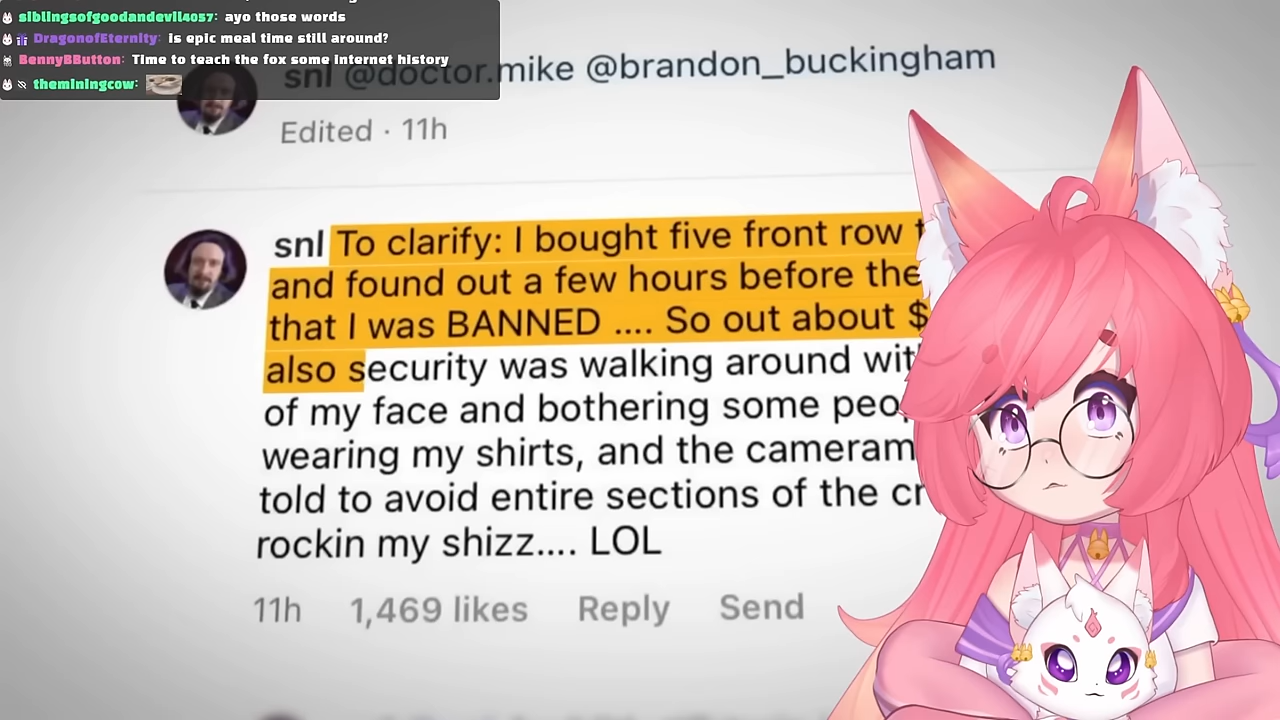 siblingsofgoodandevil4057: ayo those words
DragonofEternity: is epic meal time still around?
BennyBButton: Time to teach the fox some internet history
theminingcow:
snl @doctor.mike @brandon_buckingham
Edited · 11h
snl To clarify: I bought five front row
and found out a few hours before the
that I was BANNED .... So out about $
also security was walking around
of my face and bothering some
wearing my shirts, and the
told to avoid entire sections of the
rockin my shizz.... LOL
11h 1,469 likes Reply Send